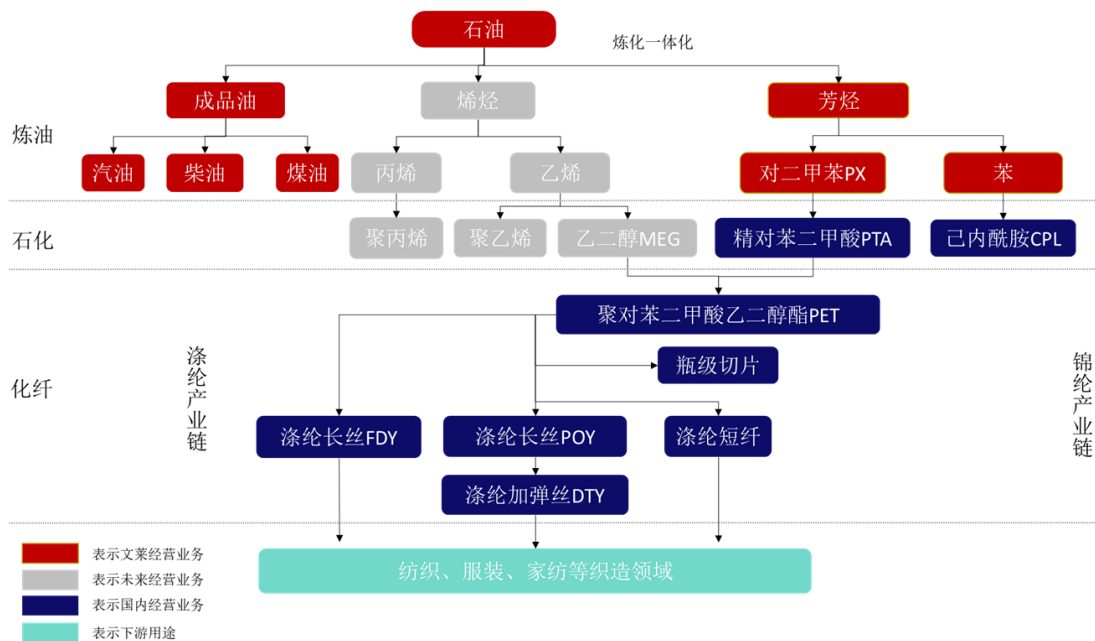 石油
炼化一体化
成品油
烯烃
芳烃
炼油
汽油
柴油
煤油
丙烯
乙烯
对二甲苯PX
苯
石化
聚丙烯
聚乙烯
乙二醇MEG
精对苯二甲酸PTA
己内酰胺CPL
聚对苯二甲酸乙二醇酯PET
瓶级切片
涤纶产业链
化纤
锦纶产业链
涤纶长丝FDY
涤纶长丝POY
涤纶短纤
涤纶加弹丝DTY
表示文莱经营业务
表示未来经营业务
表示国内经营业务
表示下游用途
纺织、服装、家纺等织造领域